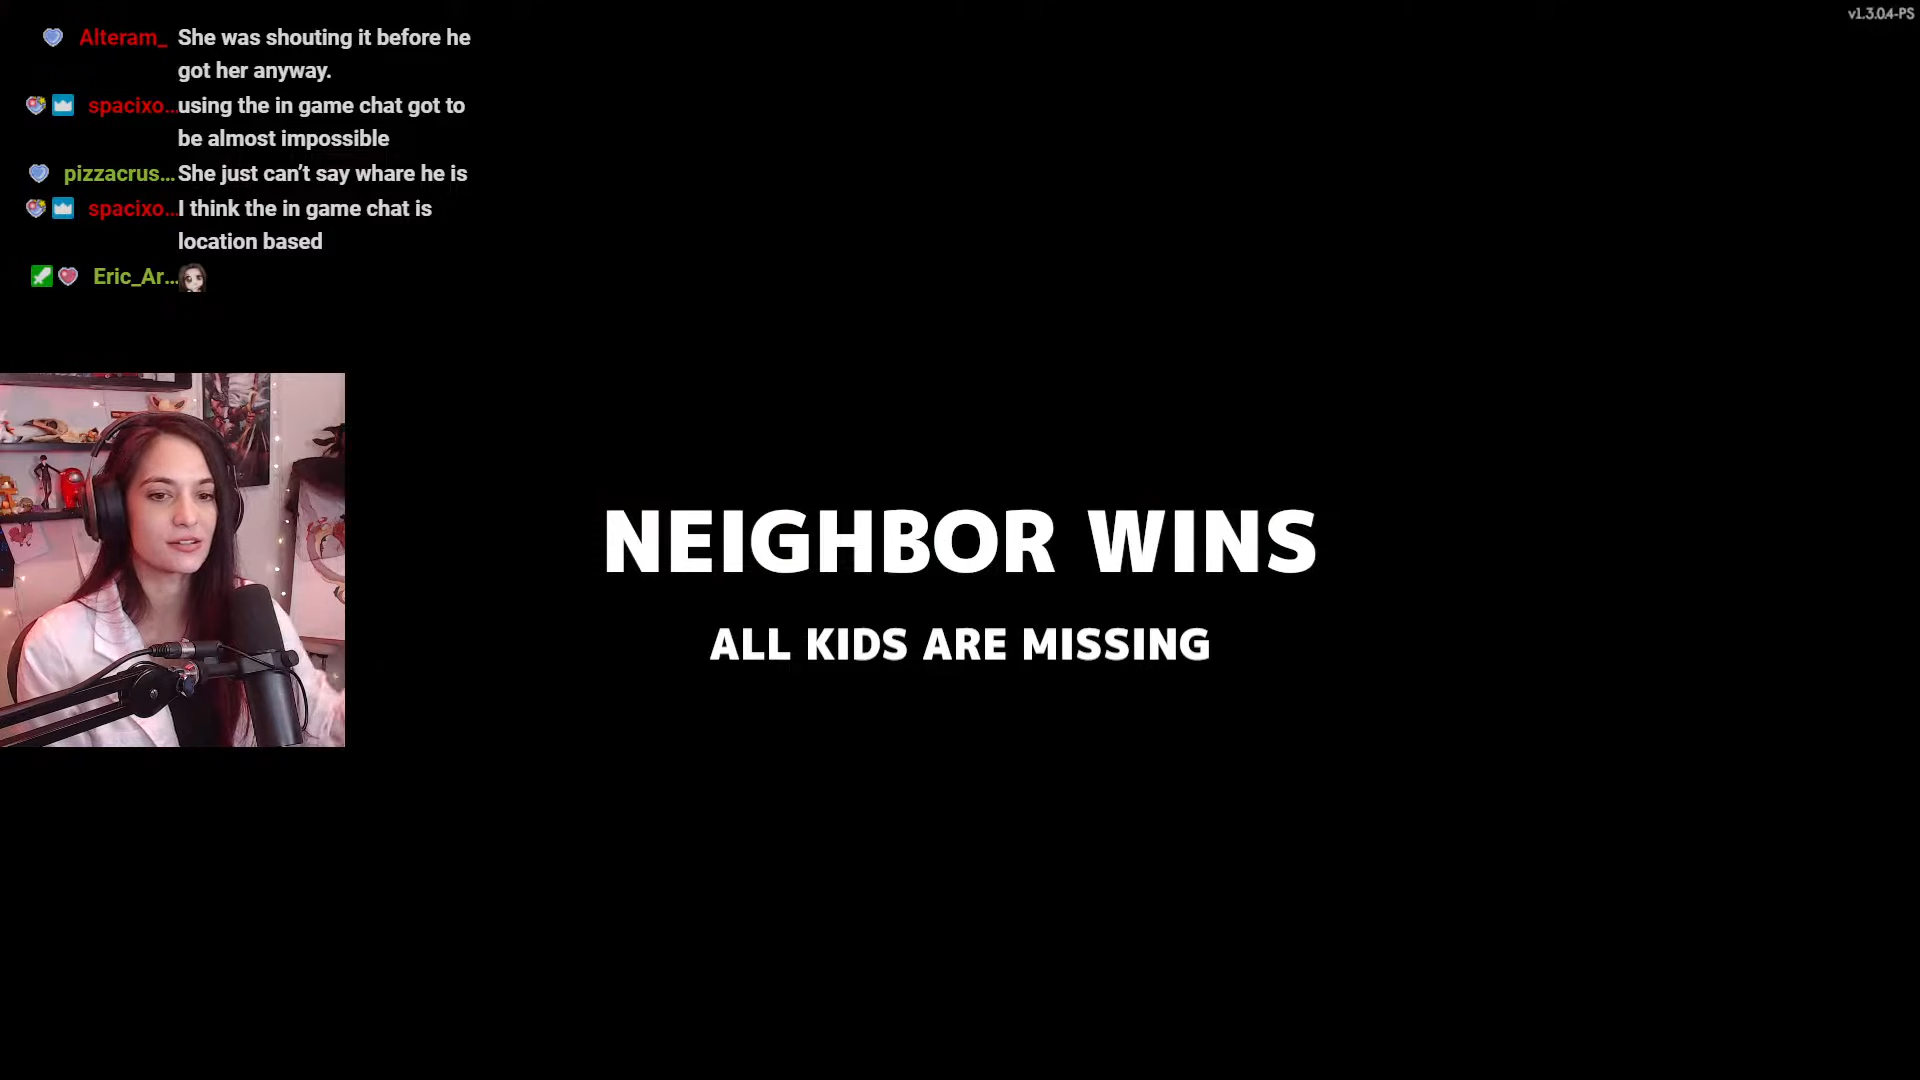 v1.3.0.4-PS
Alteram_ She was shouting it before he
got her anyway.
spacixo... using the in game chat got to
be almost impossible
pizzacrus... She just can’t say whare he is
spacixo... I think the in game chat is
location based
Eric_Ar...
NEIGHBOR WINS
ALL KIDS ARE MISSING